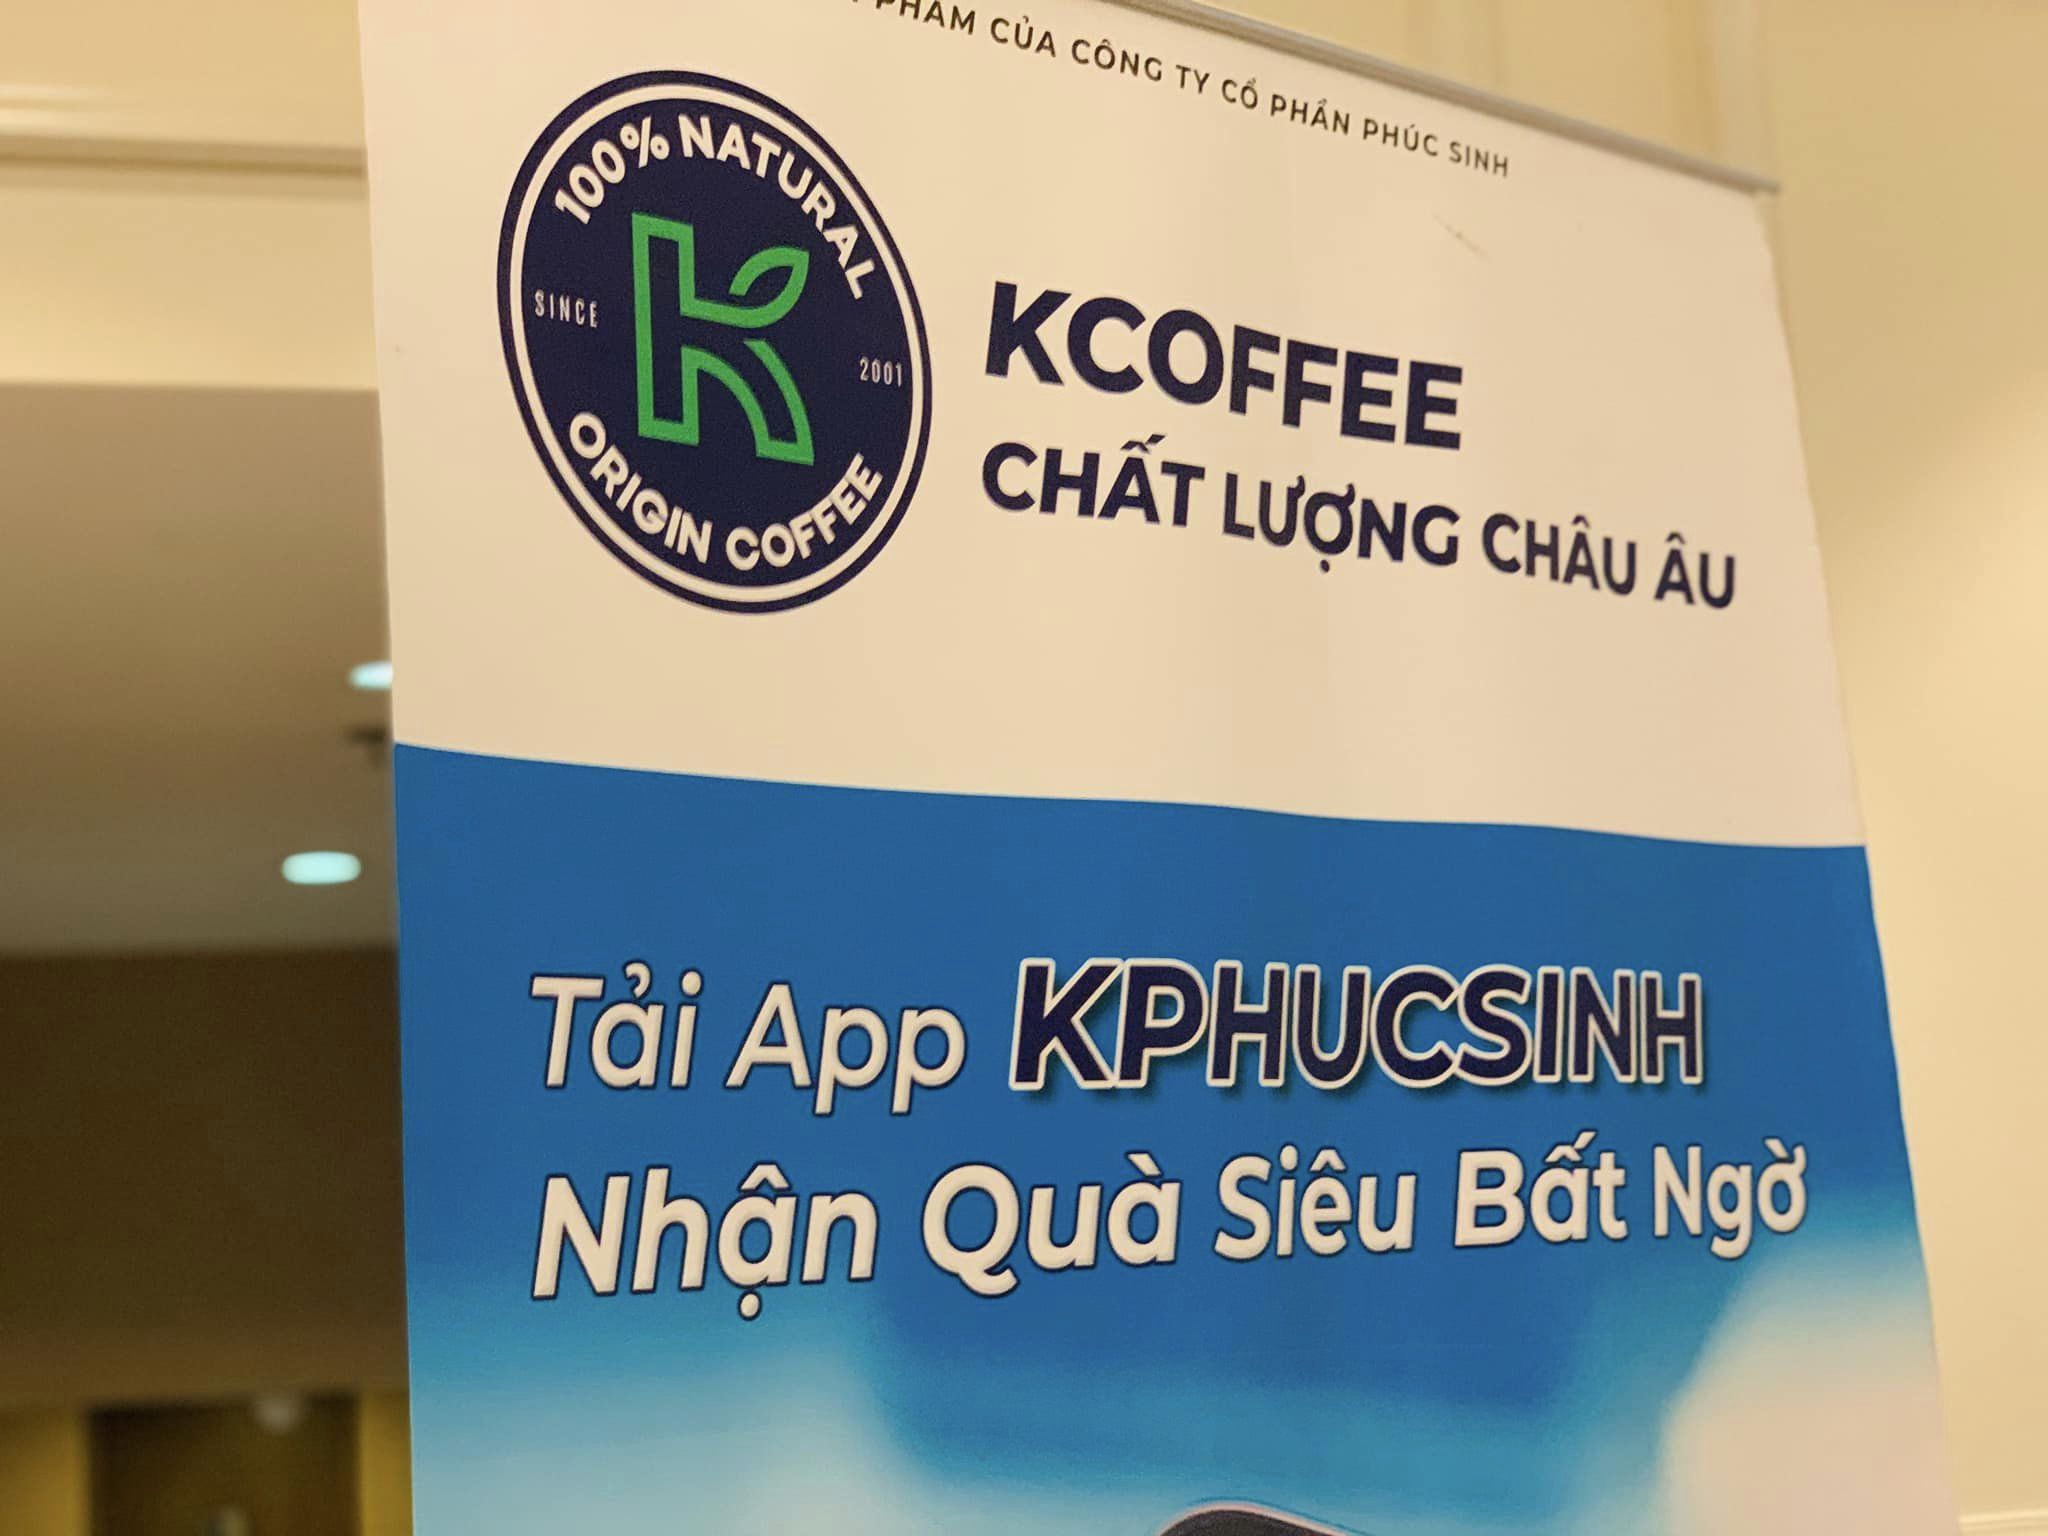 PHẨM CỦA CÔNG TY CỔ PHẦN PHÚC SINH
100% NATURAL
SINCE 2001
ORIGIN COFFEE
KCOFFEE
CHẤT LƯỢNG CHÂU ÂU
Tải App KPHUCSINH
Nhận Quà Siêu Bất Ngờ